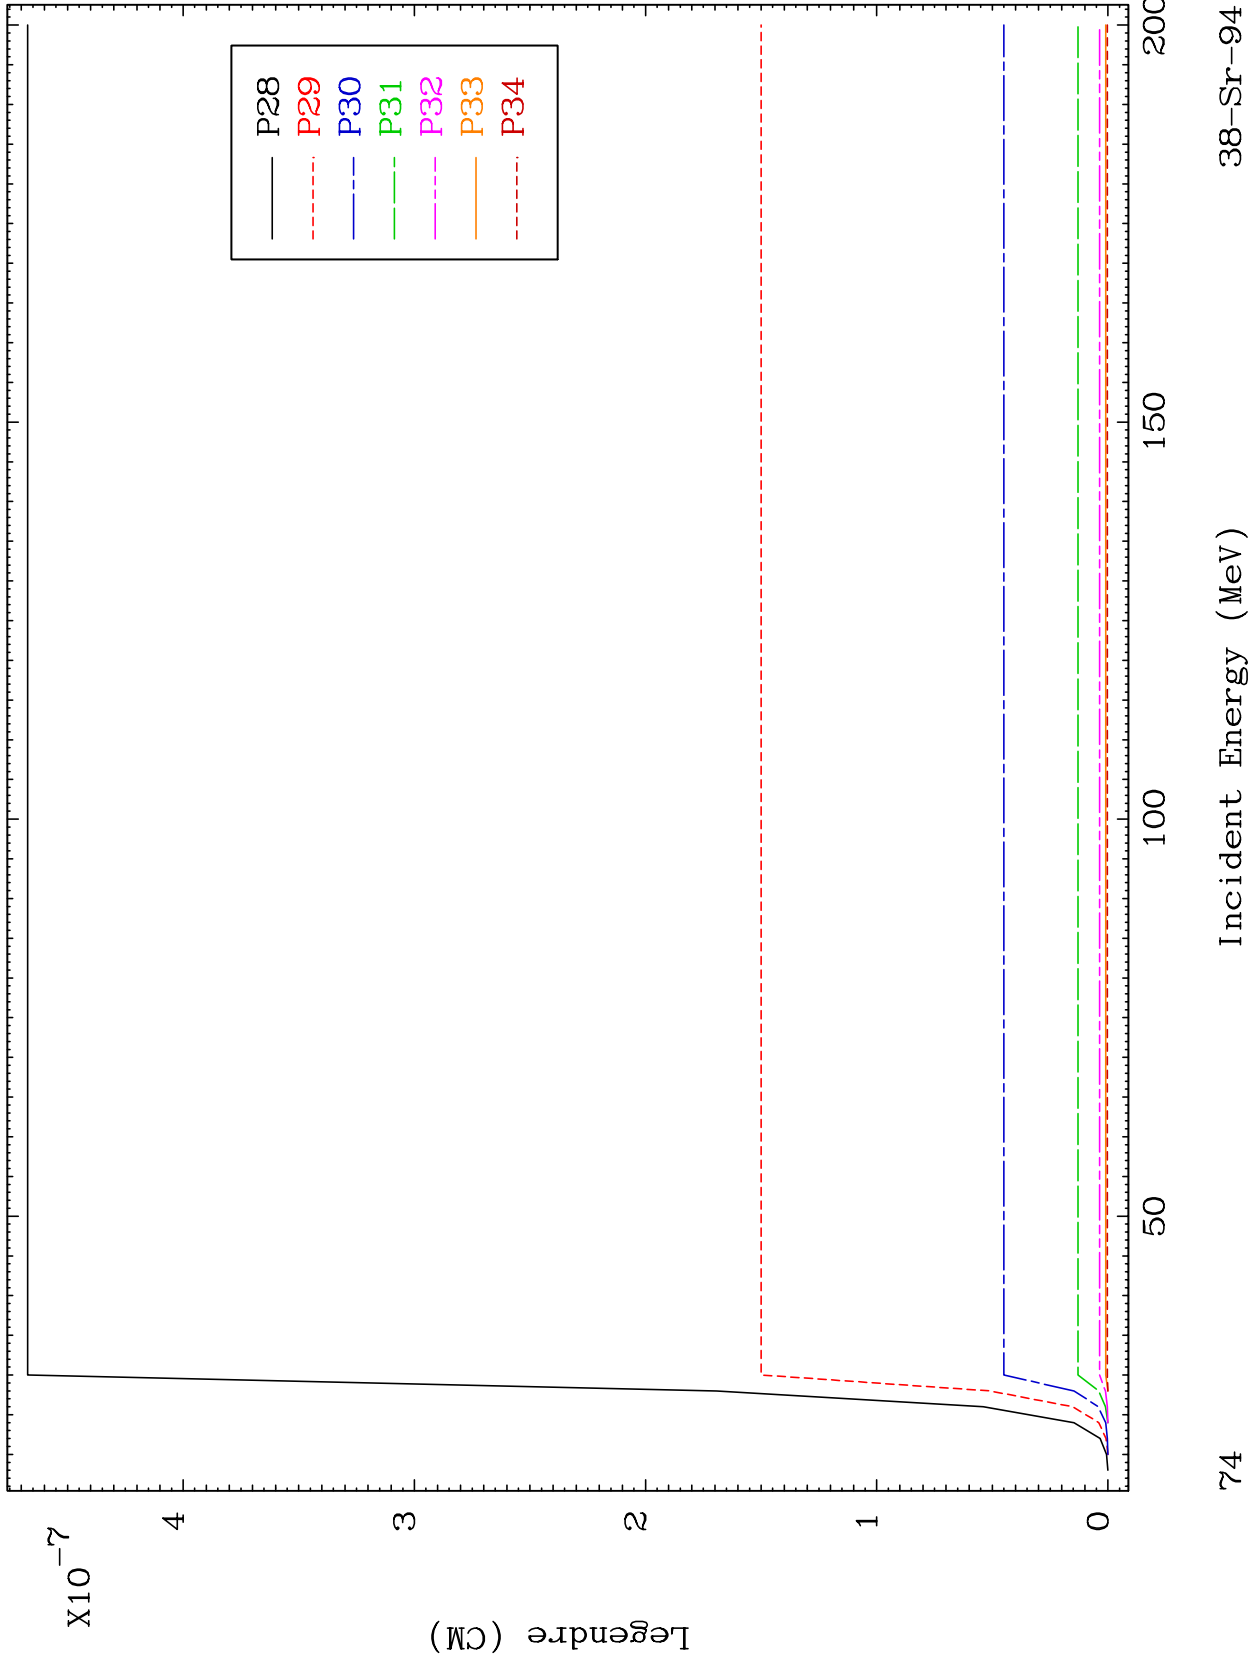 X10-7
4
3
2
1
0
Legendre (CM)
P28
P29
P30
P31
P32
P33
P34
50
100
150
200
Incident Energy (MeV)
74
38-Sr-94